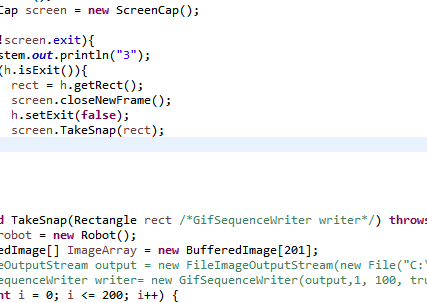 Cap screen = new ScreenCap();
!screen.exit){
stem.out.println("3");
(h.isExit()){
rect = h.getRect();
screen.closeNewFrame();
h.setExit(false);
screen.TakeSnap(rect);
d TakeSnap(Rectangle rect /*GifSequenceWriter writer*/) throws
robot = new Robot();
edImage[] ImageArray = new BufferedImage[201];
eOutputStream output = new FileImageOutputStream(new File("C:\
equenceWriter writer= new GifSequenceWriter(output,1, 100, tru
nt i = 0; i <= 200; i++) {